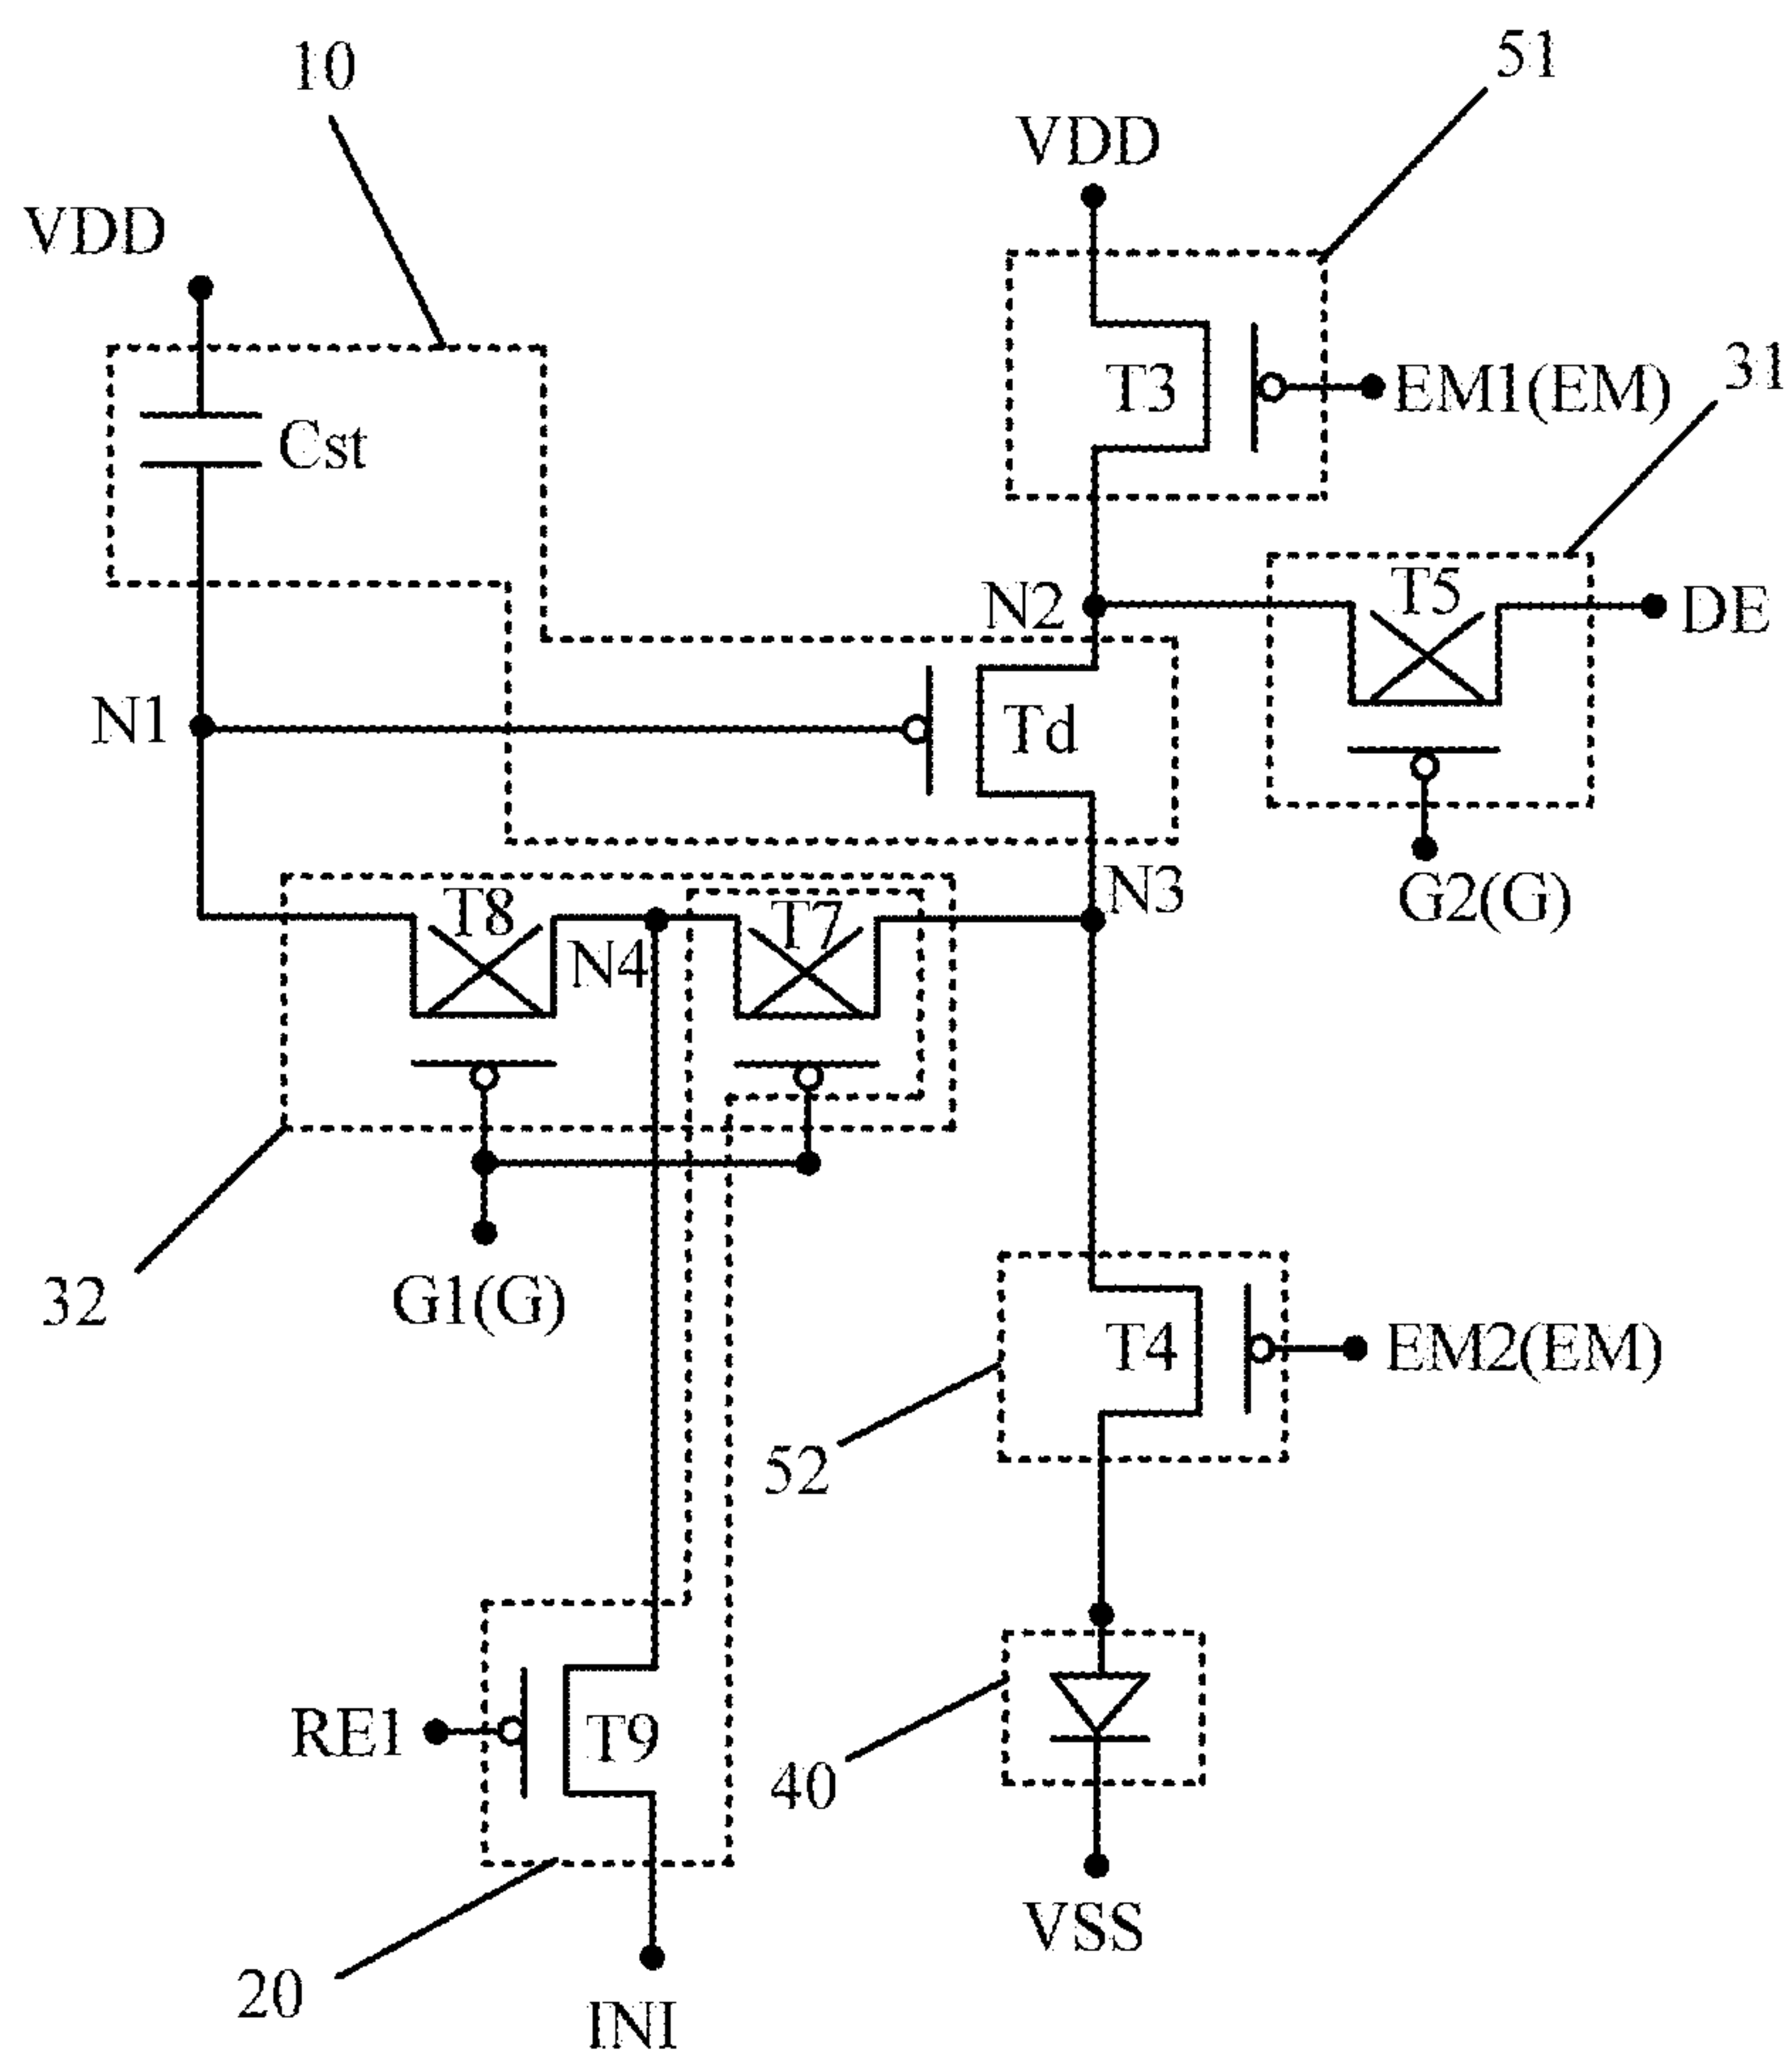 10
51
VDD
VDD
T3
EM1(EM)
31
Cst
N2
T5
DE
N1
Td
G2(G)
N3
T8
T7
N4
32
G1(G)
T4
EM2(EM)
52
RE1
T9
40
VSS
20
INI